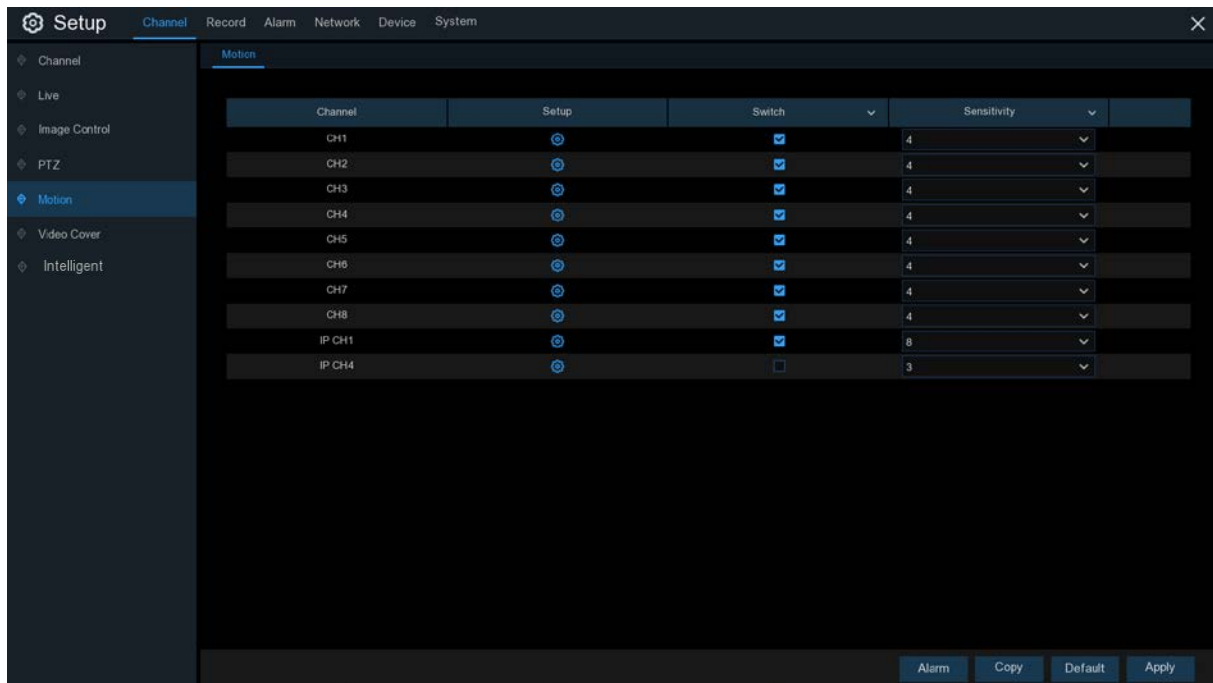 Setup Channel Record Alarm Network Device System
Channel
Motion
Live
Image Control
PTZ
Motion
Video Cover
Intelligent
Channel Setup Switch Sensitivity
CH1 4
CH2 4
CH3 4
CH4 4
CH5 4
CH6 4
CH7 4
CH8 4
IP CH1 8
IP CH4 3
Alarm Copy Default Apply